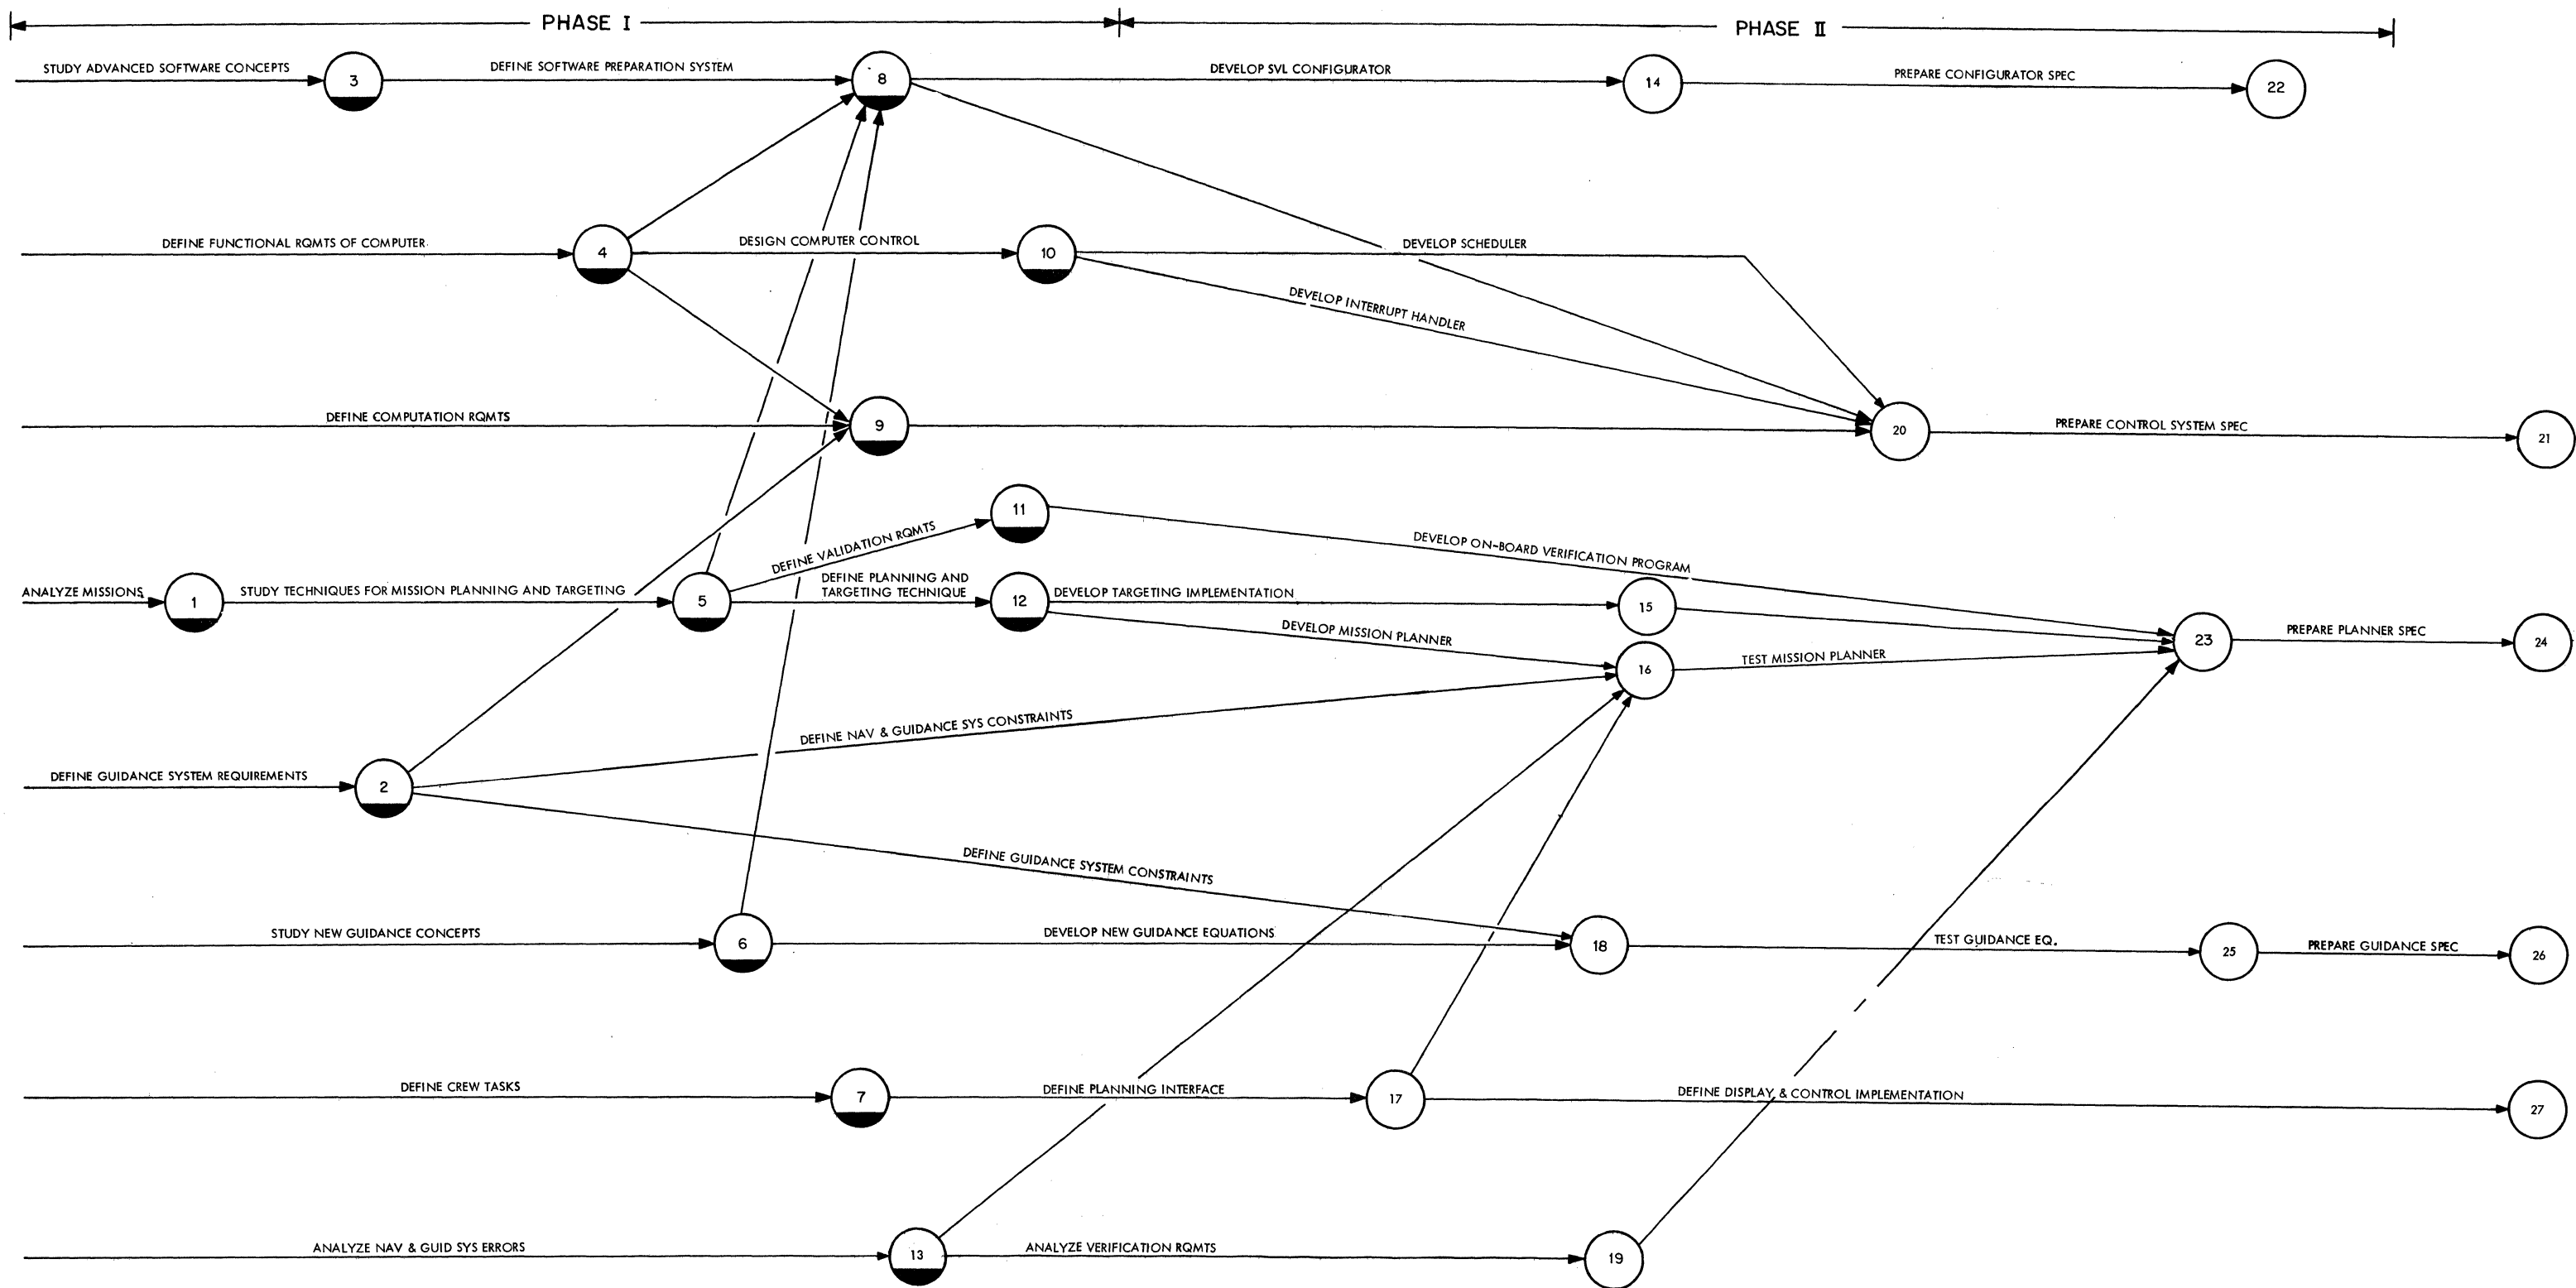 PHASE I
PHASE II
STUDY ADVANCED SOFTWARE CONCEPTS
3
DEFINE SOFTWARE PREPARATION SYSTEM
8
DEVELOP SVL CONFIGURATOR
14
PREPARE CONFIGURATOR SPEC
22
DEFINE FUNCTIONAL RQMTS OF COMPUTER
4
DESIGN COMPUTER CONTROL
10
DEVELOP SCHEDULER
DEVELOP INTERRUPT HANDLER
DEFINE COMPUTATION RQMTS
9
20
PREPARE CONTROL SYSTEM SPEC
21
11
DEFINE VALIDATION RQMTS
DEVELOP ON-BOARD VERIFICATION PROGRAM
ANALYZE MISSIONS
1
STUDY TECHNIQUES FOR MISSION PLANNING AND TARGETING
5
DEFINE PLANNING AND
TARGETING TECHNIQUE
12
DEVELOP TARGETING IMPLEMENTATION
15
DEVELOP MISSION PLANNER
16
TEST MISSION PLANNER
23
PREPARE PLANNER SPEC
24
DEFINE NAV & GUIDANCE SYS CONSTRAINTS
DEFINE GUIDANCE SYSTEM REQUIREMENTS
2
DEFINE GUIDANCE SYSTEM CONSTRAINTS
STUDY NEW GUIDANCE CONCEPTS
6
DEVELOP NEW GUIDANCE EQUATIONS
18
TEST GUIDANCE EQ.
25
PREPARE GUIDANCE SPEC
26
DEFINE CREW TASKS
7
DEFINE PLANNING INTERFACE
17
DEFINE DISPLAY & CONTROL IMPLEMENTATION
27
ANALYZE NAV & GUID SYS ERRORS
13
ANALYZE VERIFICATION RQMTS
19